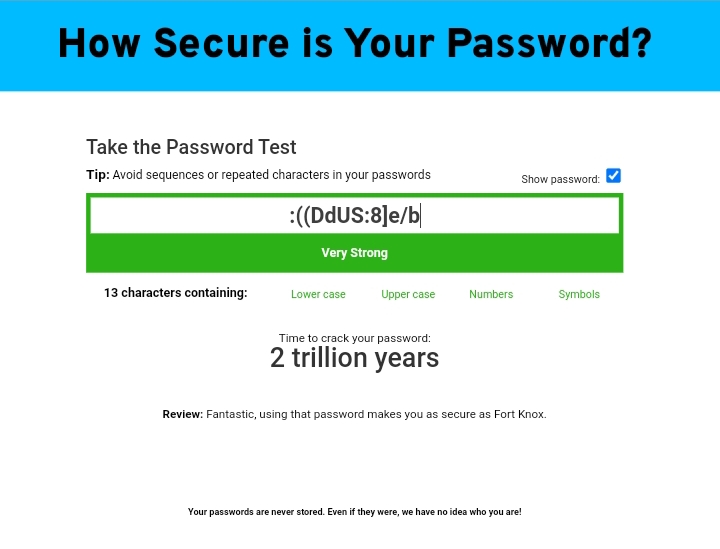 How Secure is Your Password?
Take the Password Test
Tip: Avoid sequences or repeated characters in your passwords
Show password:
:((DdUS:8]e/b
Very Strong
13 characters containing: Lower case Upper case Numbers Symbols
Time to crack your password:
2 trillion years
Review: Fantastic, using that password makes you as secure as Fort Knox.
Your passwords are never stored. Even if they were, we have no idea who you are!